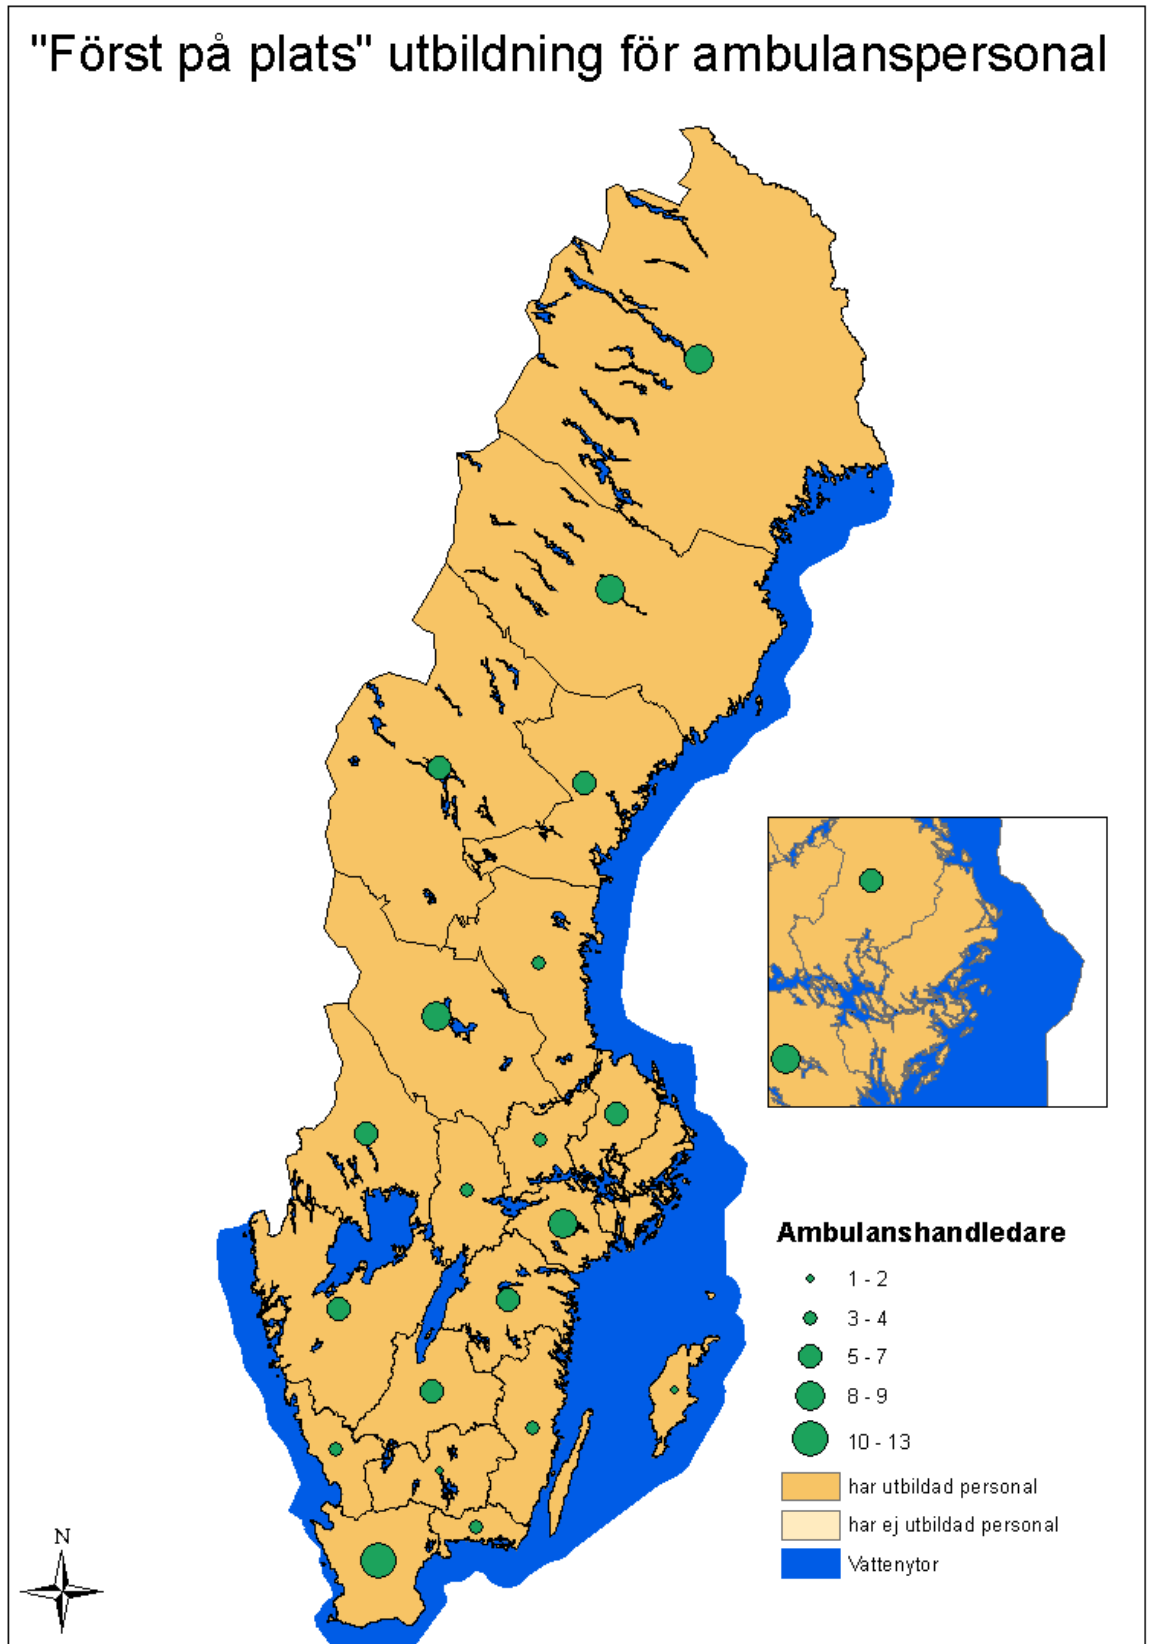 "Först på plats" utbildning för ambulanspersonal
Ambulanshandledare
1 - 2
3 - 4
5 - 7
8 - 9
10 - 13
har utbildad personal
har ej utbildad personal
Vattenytor
N